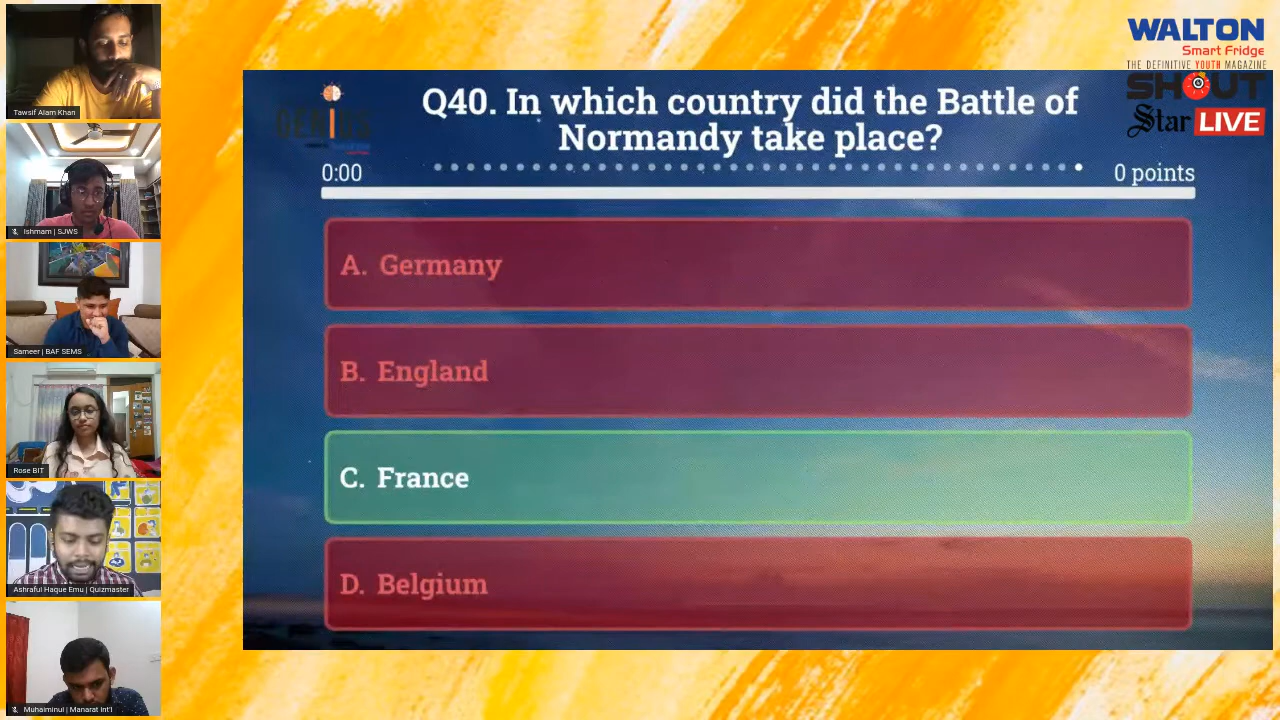 WALTON
Smart Fridge
THE DEFINITIVE YOUTH MAGAZINE
SHOUT
Star LIVE
GENIUS
Q40. In which country did the Battle of
Normandy take place?
0:00
0 points
A. Germany
B. England
C. France
D. Belgium
Tawsif Alam Khan
Ishmam | SJWS
Sameer | BAF SEMS
Rose BIT
Ashraful Haque Emu | Quizmaster
Muhaiminul | Manarat Int'l